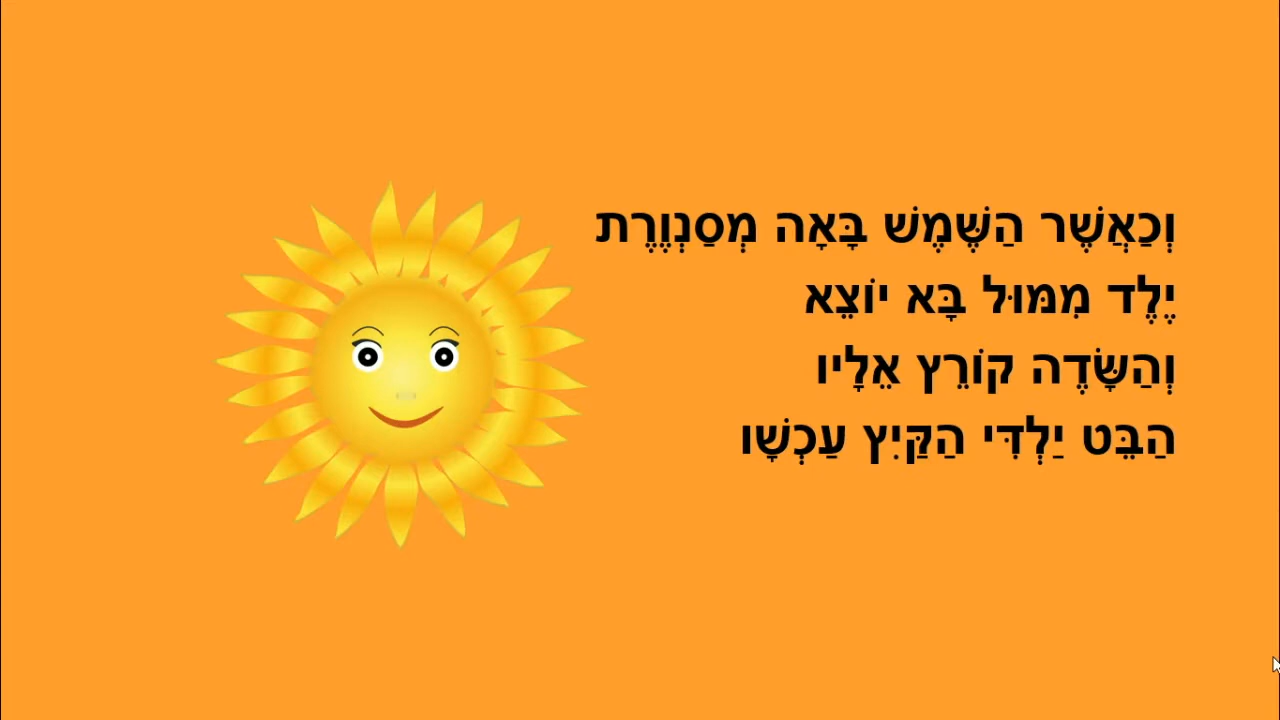 וְכַאֲשֶׁר הַשֶּׁמֶשׁ בָּאָה מְסַנְוֶרֶת
יֶלֶד מִמּוּל בָּא יוֹצֵא
וְהַשָּׂדֶה קוֹרֵץ אֵלָיו
הַבֵּט יַלְדִּי הַקַּיִץ עַכְשָׁו